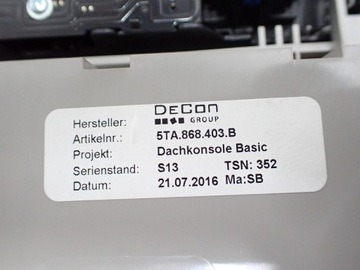 Hersteller: DeCon GROUP
Artikelnr.: 5TA.868.403.B
Projekt: Dachkonsole Basic
Serienstand: S13 TSN: 352
Datum: 21.07.2016 Ma:SB